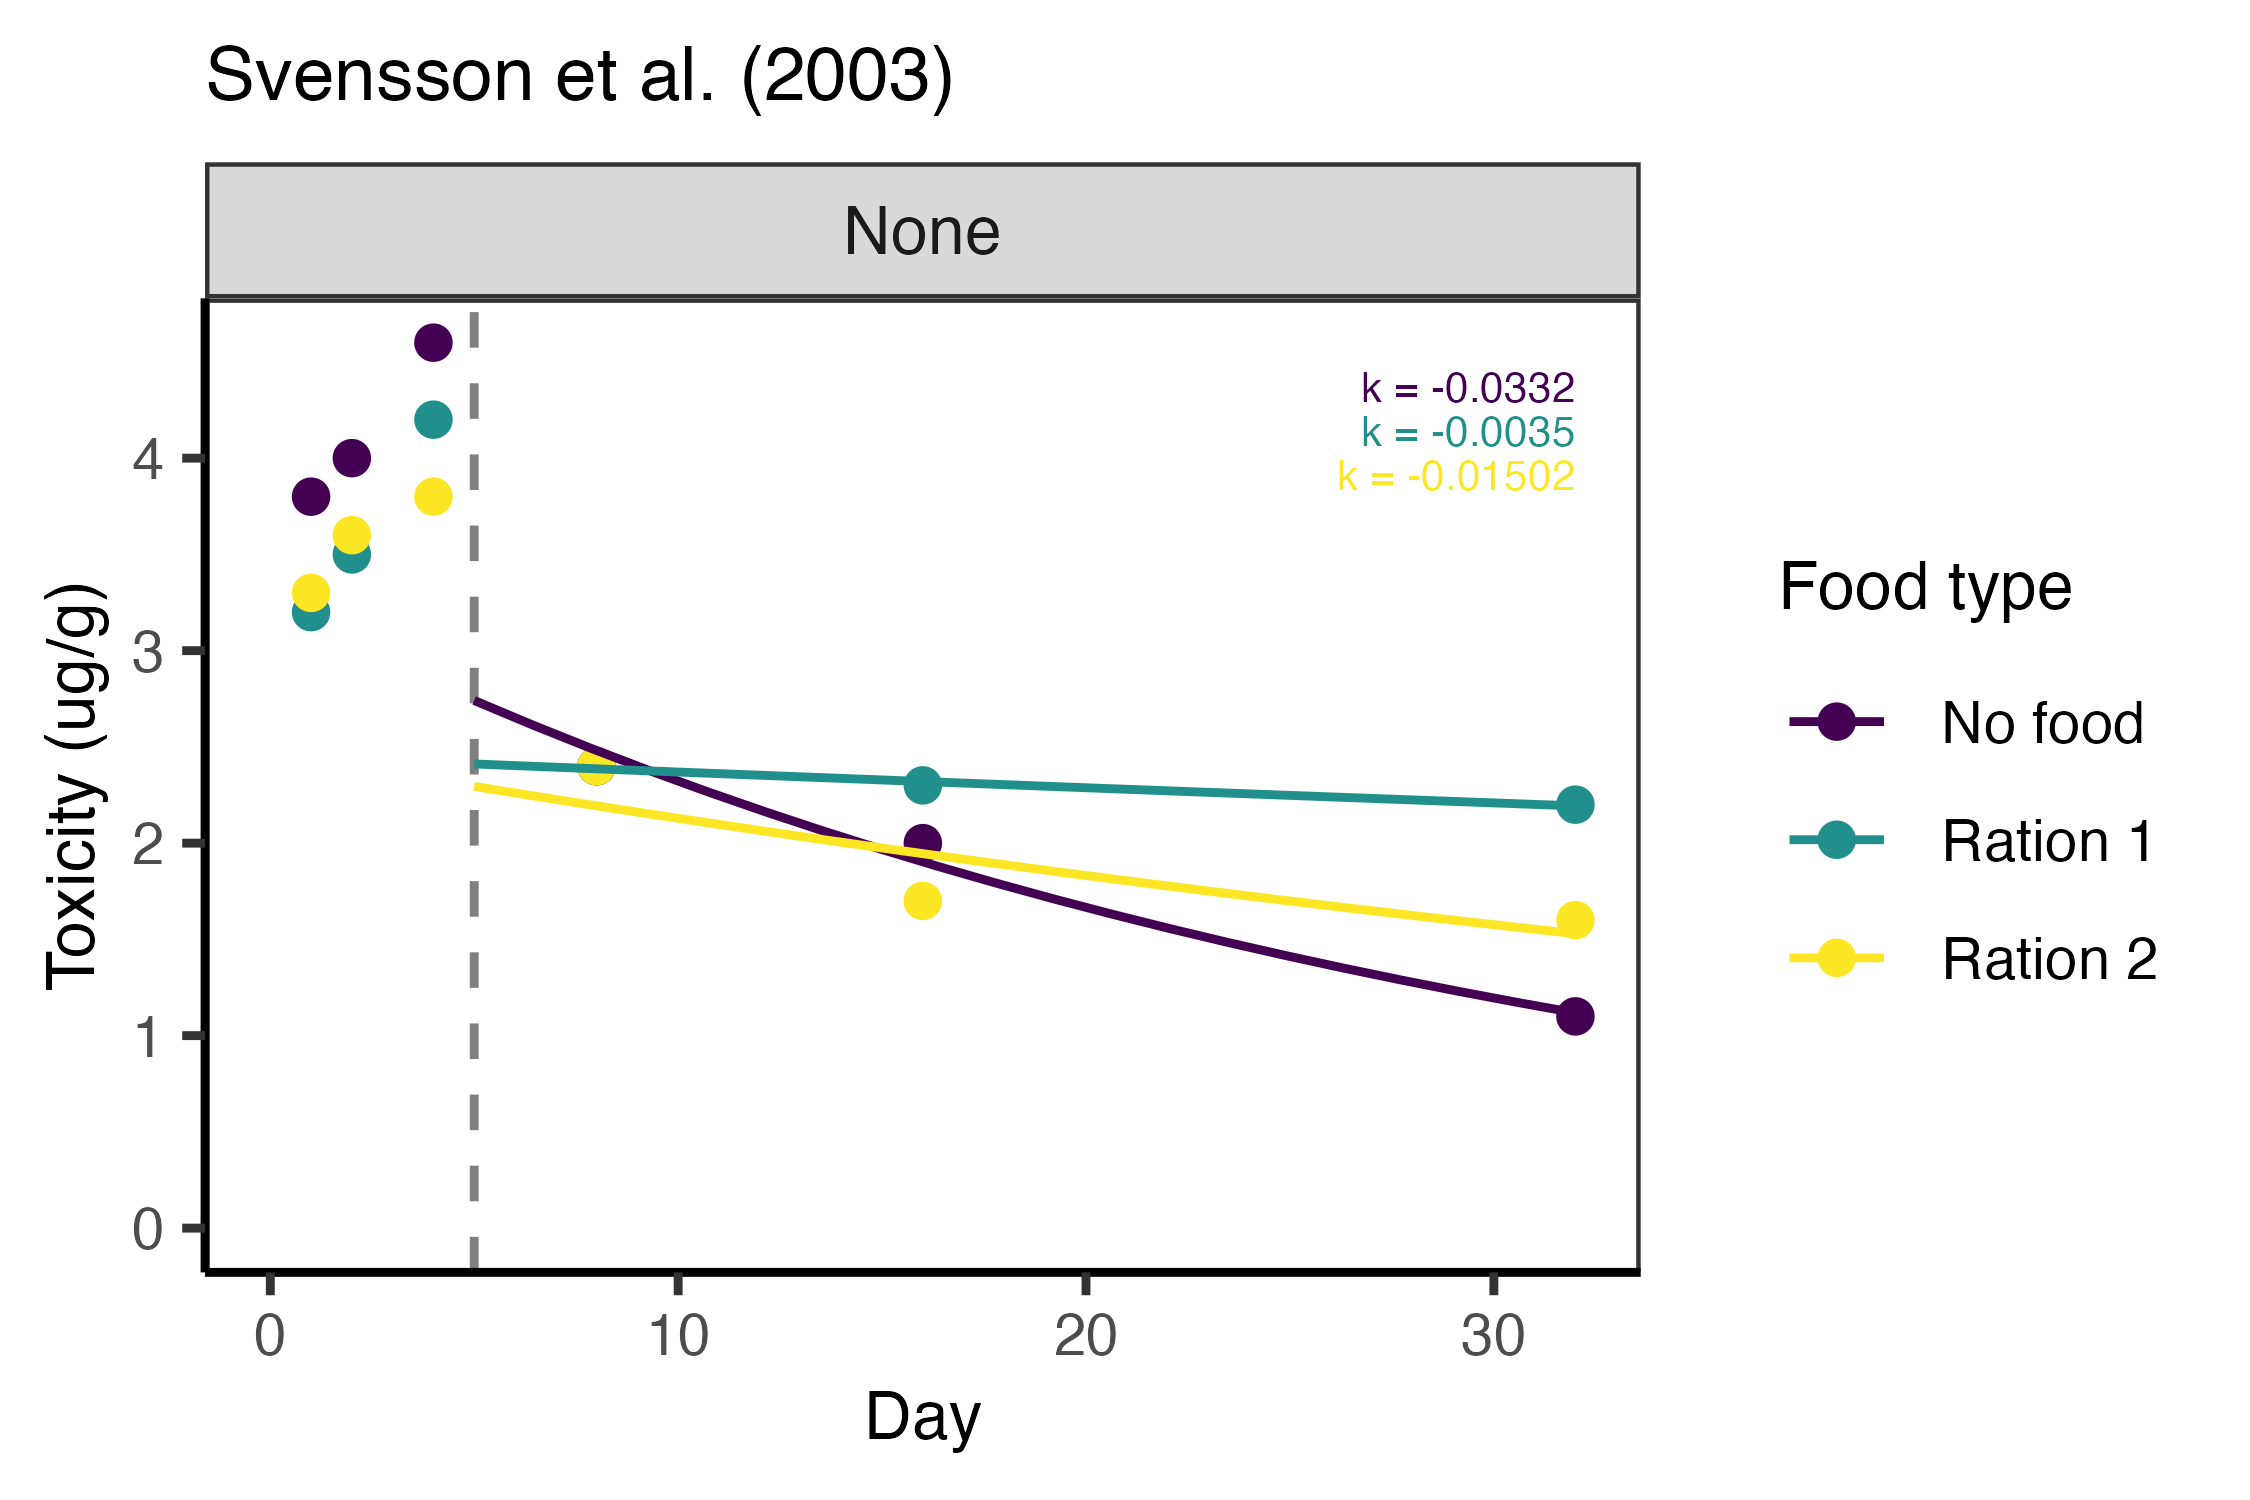 Svensson et al. (2003)
None
k = -0.0332
k = -0.0035
k = -0.01502
Toxicity (ug/g)
4
3
2
1
0
0 10 20 30
Day
Food type
No food
Ration 1
Ration 2